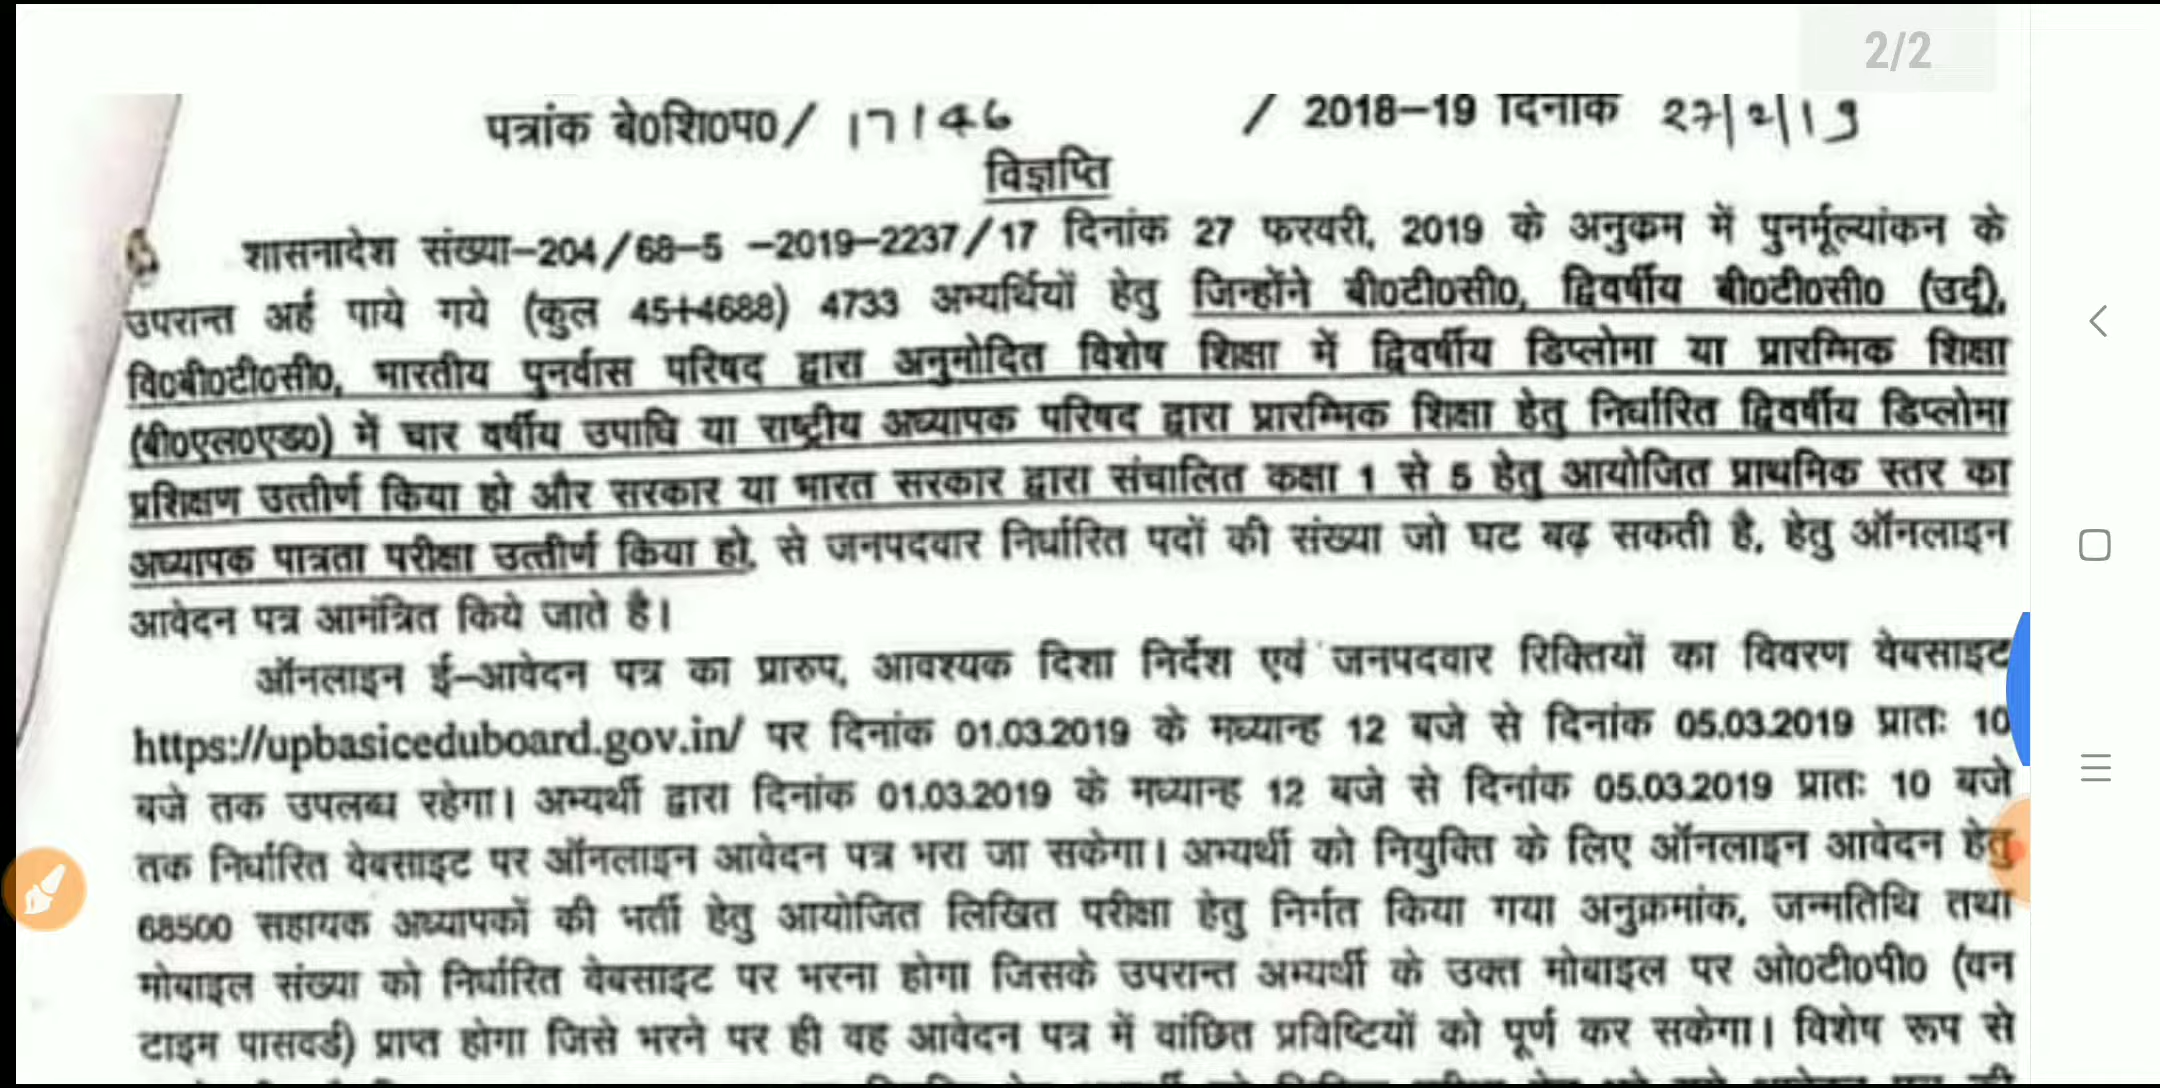 2/2
पत्रांक बे0शि0प0/ 17146 / 2018–19 दिनांक 27/2/19
विज्ञप्ति
शासनादेश संख्या–204/68–5 –2019–2237/17 दिनांक 27 फरवरी, 2019 के अनुक्रम में पुनर्मूल्यांकन के
उपरान्त अर्ह पाये गये (कुल 45+4688) 4733 अभ्यर्थियों हेतु जिन्होंने बी0टी0सी0, द्विवर्षीय बी0टी0सी0 (उर्दू),
वि0बी0टी0सी0, भारतीय पुनर्वास परिषद द्वारा अनुमोदित विशेष शिक्षा में द्विवर्षीय डिप्लोमा या प्रारम्भिक शिक्षा
(बी0एल0एड0) में चार वर्षीय उपाधि या राष्ट्रीय अध्यापक परिषद द्वारा प्रारम्भिक शिक्षा हेतु निर्धारित द्विवर्षीय डिप्लोमा
प्रशिक्षण उत्तीर्ण किया हो और सरकार या भारत सरकार द्वारा संचालित कक्षा 1 से 5 हेतु आयोजित प्राथमिक स्तर का
अध्यापक पात्रता परीक्षा उत्तीर्ण किया हो, से जनपदवार निर्धारित पदों की संख्या जो घट बढ़ सकती है, हेतु ऑनलाइन
आवेदन पत्र आमंत्रित किये जाते है।
ऑनलाइन ई–आवेदन पत्र का प्रारुप, आवश्यक दिशा निर्देश एवं जनपदवार रिक्तियों का विवरण वेबसाइट
https://upbasiceduboard.gov.in/ पर दिनांक 01.03.2019 के मध्यान्ह 12 बजे से दिनांक 05.03.2019 प्रातः 10
बजे तक उपलब्ध रहेगा। अभ्यर्थी द्वारा दिनांक 01.03.2019 के मध्यान्ह 12 बजे से दिनांक 05.03.2019 प्रातः 10 बजे
तक निर्धारित वेबसाइट पर ऑनलाइन आवेदन पत्र भरा जा सकेगा। अभ्यर्थी को नियुक्ति के लिए ऑनलाइन आवेदन हेतु
68500 सहायक अध्यापकों की भर्ती हेतु आयोजित लिखित परीक्षा हेतु निर्गत किया गया अनुक्रमांक, जन्मतिथि तथा
मोबाइल संख्या को निर्धारित वेबसाइट पर भरना होगा जिसके उपरान्त अभ्यर्थी के उक्त मोबाइल पर ओ0टी0पी0 (वन
टाइम पासवर्ड) प्राप्त होगा जिसे भरने पर ही वह आवेदन पत्र में वांछित प्रविष्टियों को पूर्ण कर सकेगा। विशेष रूप से